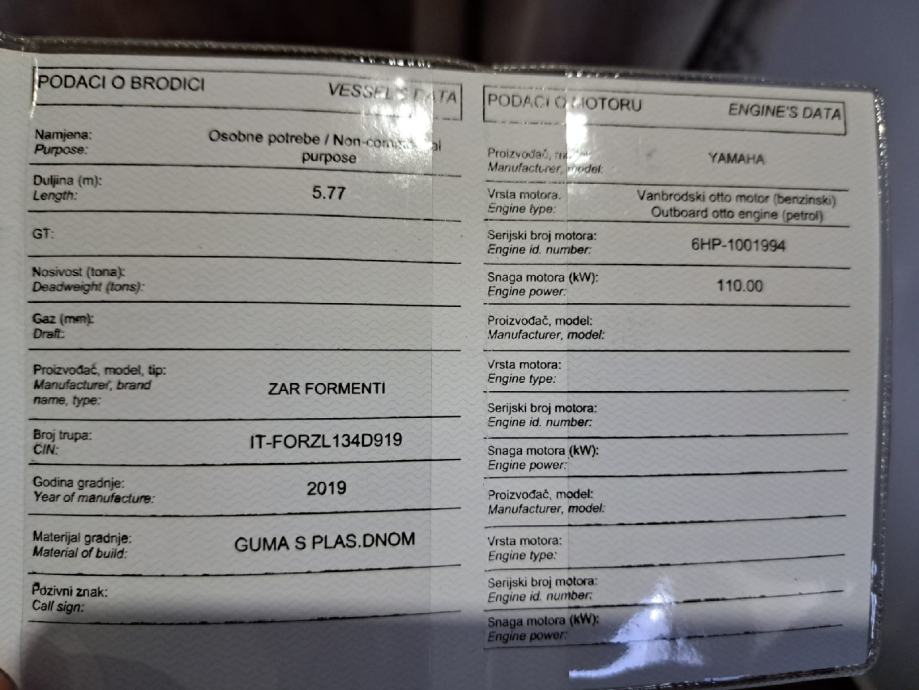 PODACI O BRODICI
VESSEL'S DATA
Namjena:
Purpose:
Osobne potrebe / Non-commercial
purpose
Duljina (m):
Length:
5.77
GT:
Nosivost (tona):
Deadweight (tons):
Gaz (mm):
Draft:
Proizvođač, model, tip:
Manufacturer, brand
name, type:
ZAR FORMENTI
Broj trupa:
CIN:
IT-FORZL134D919
Godina gradnje:
Year of manufacture:
2019
Materijal gradnje:
Material of build:
GUMA S PLAS.DNOM
Pozivni znak:
Call sign:
PODACI O MOTORU
ENGINE'S DATA
Proizvođač,
Manufacturer, model:
YAMAHA
Vrsta motora.
Engine type:
Vanbrodski otto motor (benzinski)
Outboard otto engine (petrol)
Serijski broj motora:
Engine id. number:
6HP-1001994
Snaga motora (kW):
Engine power:
110.00
Proizvođač, model:
Manufacturer, model:
Vrsta motora:
Engine type:
Serijski broj motora:
Engine id. number:
Snaga motora (kW):
Engine power:
Proizvođač, model:
Manufacturer, model:
Vrsta motora:
Engine type:
Serijski broj motora:
Engine id. number:
Snaga motora (kW):
Engine power: